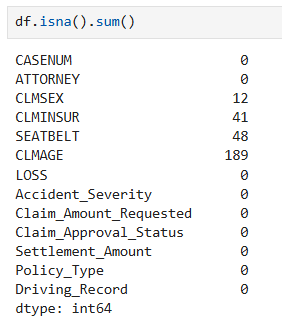 df.isna().sum()
CASENUM 0
ATTORNEY 0
CLMSEX 12
CLMINSUR 41
SEATBELT 48
CLMAGE 189
LOSS 0
Accident_Severity 0
Claim_Amount_Requested 0
Claim_Approval_Status 0
Settlement_Amount 0
Policy_Type 0
Driving_Record 0
dtype: int64